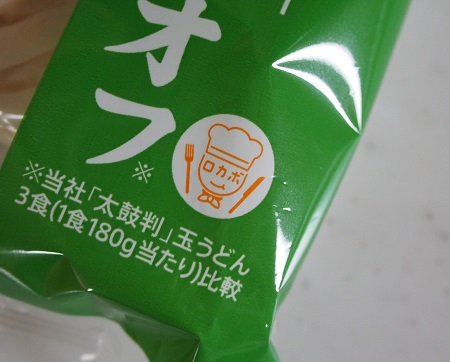 オフ※
ロカボ
※当社「太鼓判」玉うどん
3食(1食180g当たり)比較